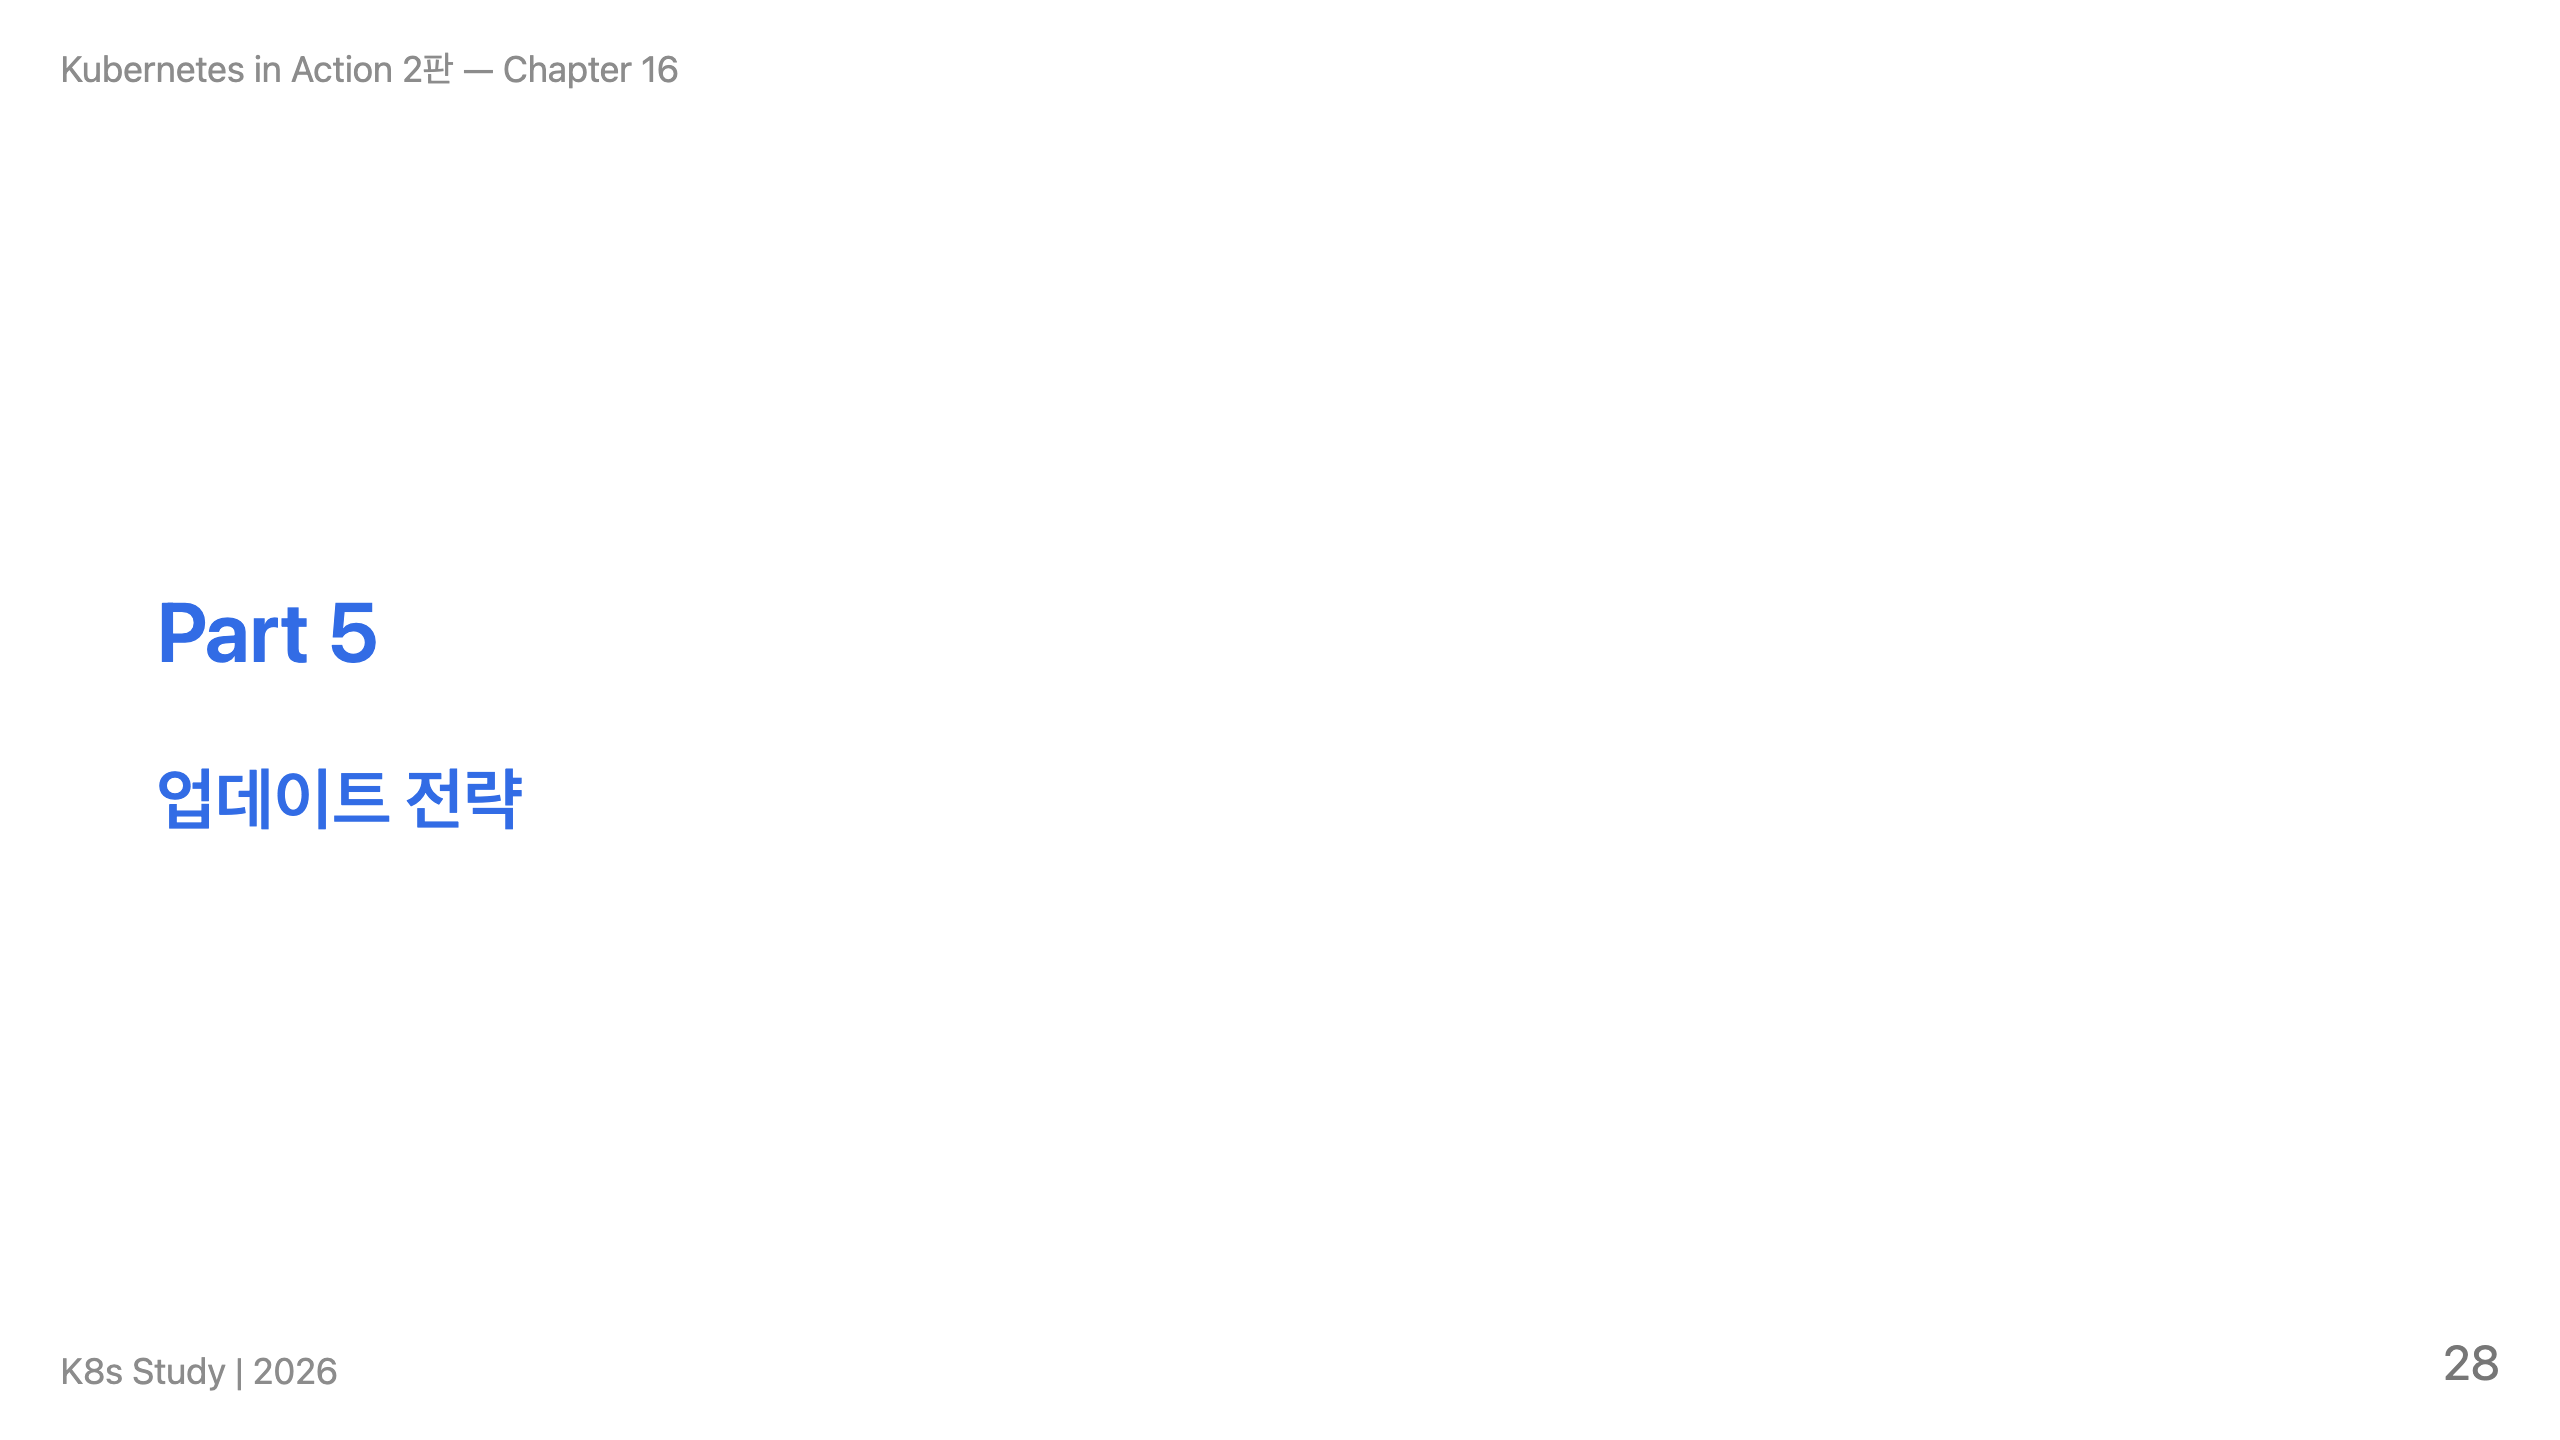 Kubernetes in Action 2판 — Chapter 16
Part 5
업데이트 전략
K8s Study | 2026
28